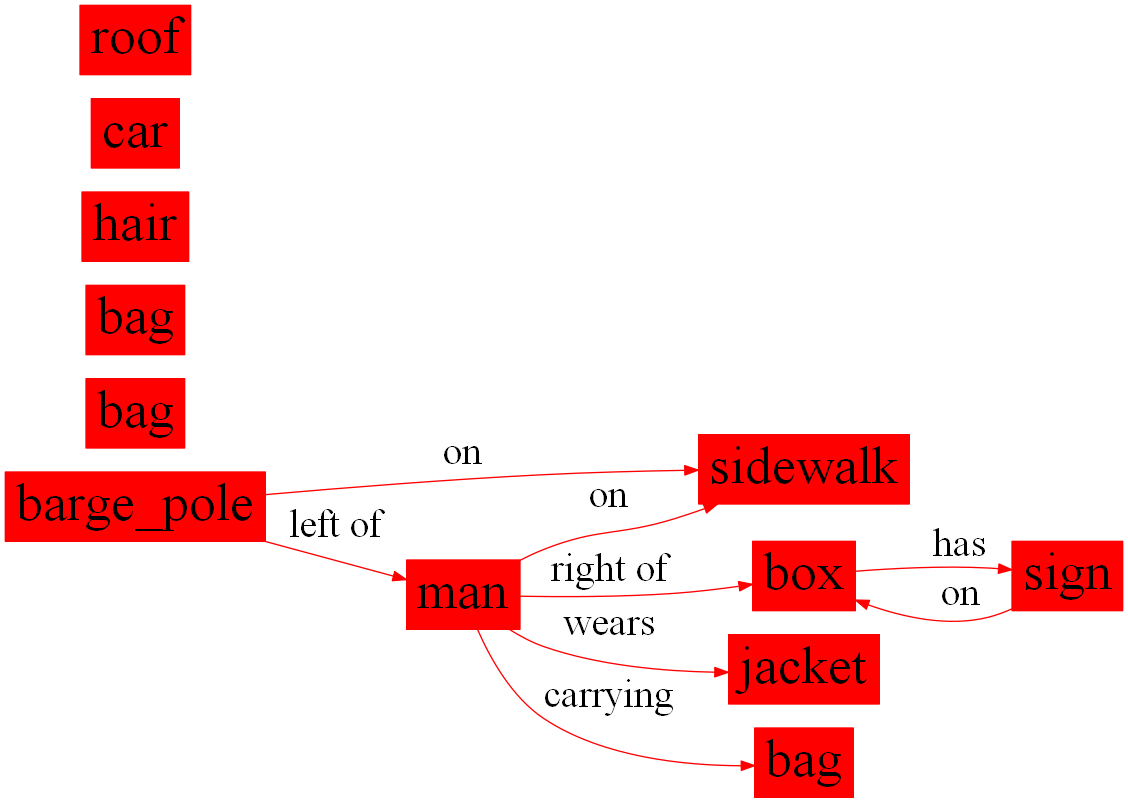 roof
car
hair
bag
bag
barge_pole
on
left of
sidewalk
on
man
right of
box
has
sign
on
wears
jacket
carrying
bag